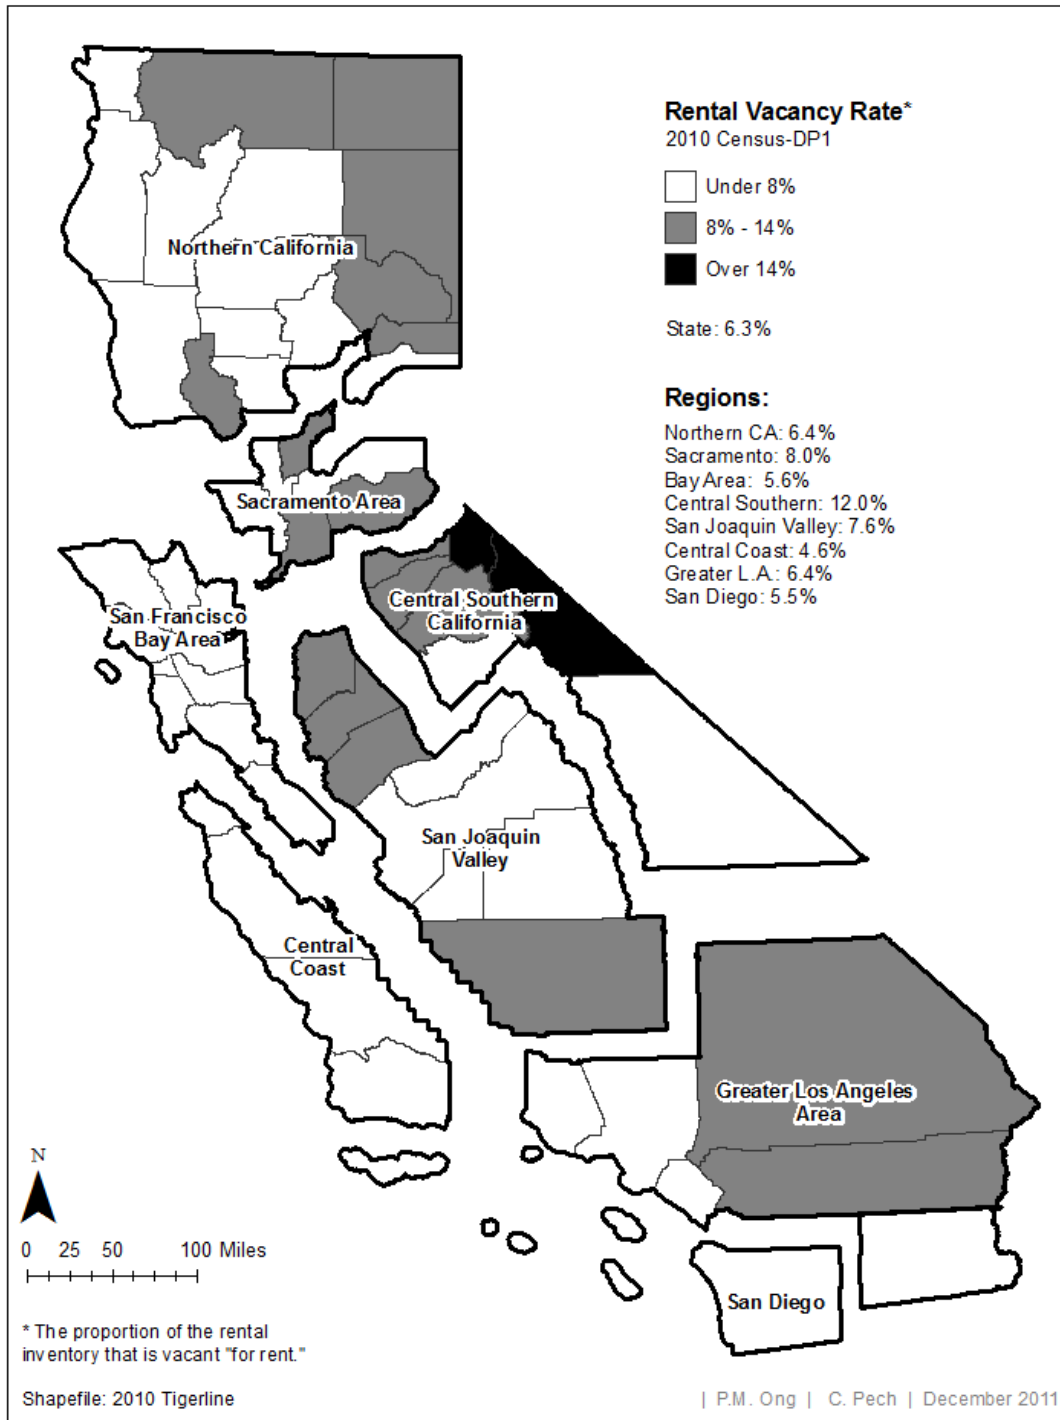 Rental Vacancy Rate*
2010 Census-DP1
Under 8%
8% - 14%
Over 14%
State: 6.3%
Regions:
Northern CA: 6.4%
Sacramento: 8.0%
Bay Area: 5.6%
Central Southern: 12.0%
San Joaquin Valley: 7.6%
Central Coast: 4.6%
Greater L.A.: 6.4%
San Diego: 5.5%
Northern California
Sacramento Area
Central Southern
California
San Francisco
Bay Area
San Joaquin
Valley
Central
Coast
Greater Los Angeles
Area
San Diego
N
0 25 50 100 Miles
* The proportion of the rental
inventory that is vacant "for rent."
Shapefile: 2010 Tigerline
| P.M. Ong | C. Pech | December 2011